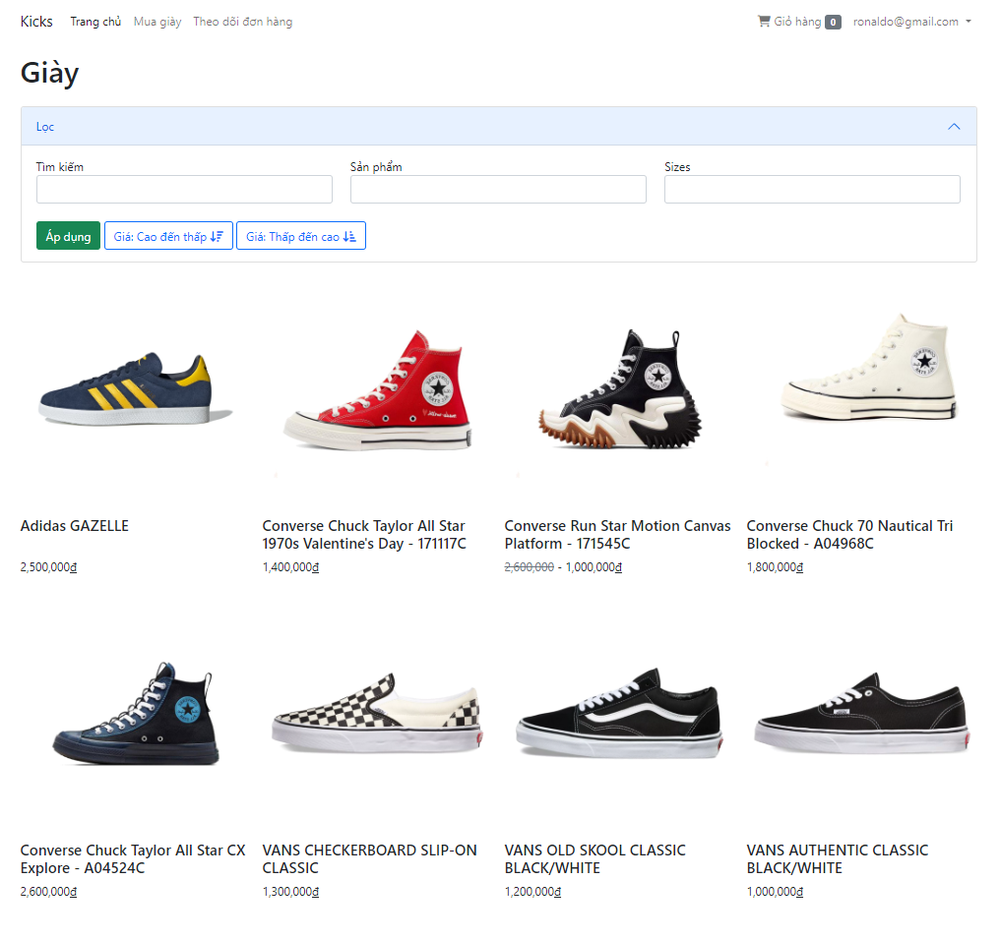 Kicks Trang chủ Mua giày Theo dõi đơn hàng Giỏ hàng 0 ronaldo@gmail.com
Giày
Lọc
Tìm kiếm Sản phẩm Sizes
Áp dụng Giá: Cao đến thấp Giá: Thấp đến cao
Adidas GAZELLE
2,500,000₫
Converse Chuck Taylor All Star
1970s Valentine's Day - 171117C
1,400,000₫
Converse Run Star Motion Canvas
Platform - 171545C
2,600,000 - 1,000,000₫
Converse Chuck 70 Nautical Tri
Blocked - A04968C
1,800,000₫
Converse Chuck Taylor All Star CX
Explore - A04524C
2,600,000₫
VANS CHECKERBOARD SLIP-ON
CLASSIC
1,300,000₫
VANS OLD SKOOL CLASSIC
BLACK/WHITE
1,200,000₫
VANS AUTHENTIC CLASSIC
BLACK/WHITE
1,000,000₫